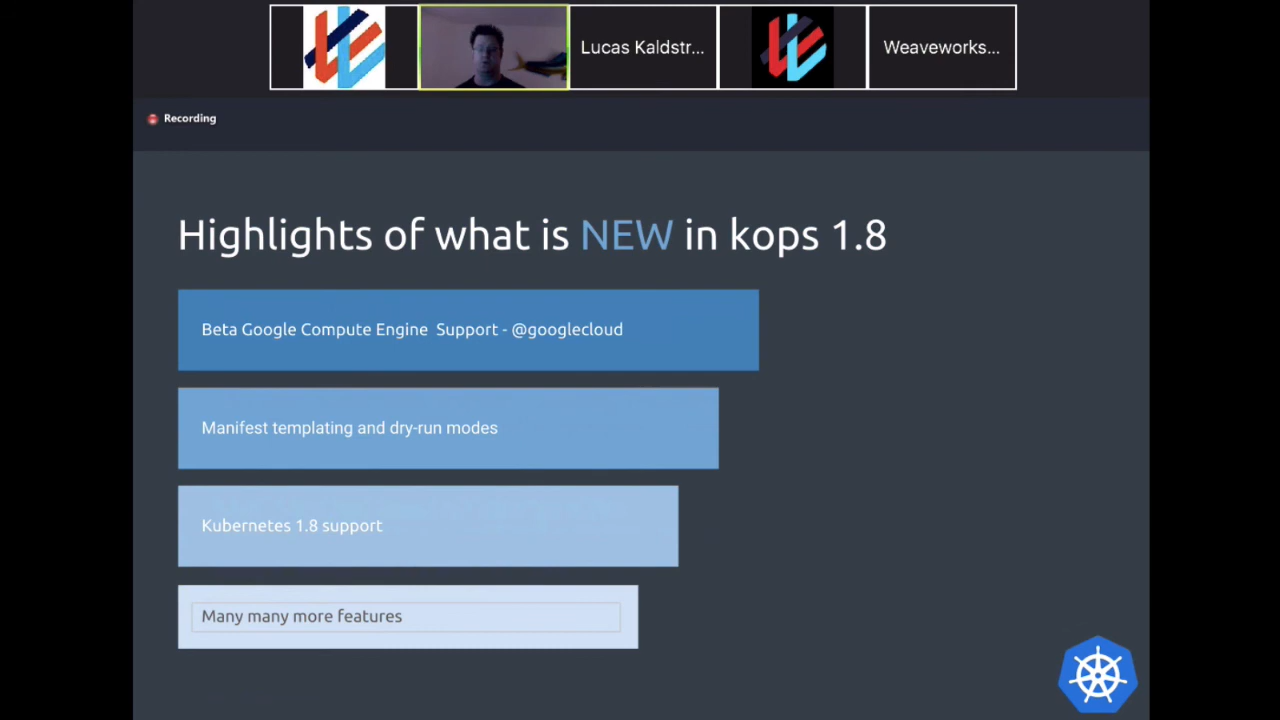 Lucas Kaldstr...
Weaveworks...
Recording
Highlights of what is NEW in kops 1.8
Beta Google Compute Engine  Support - @googlecloud
Manifest templating and dry-run modes
Kubernetes 1.8 support
Many many more features